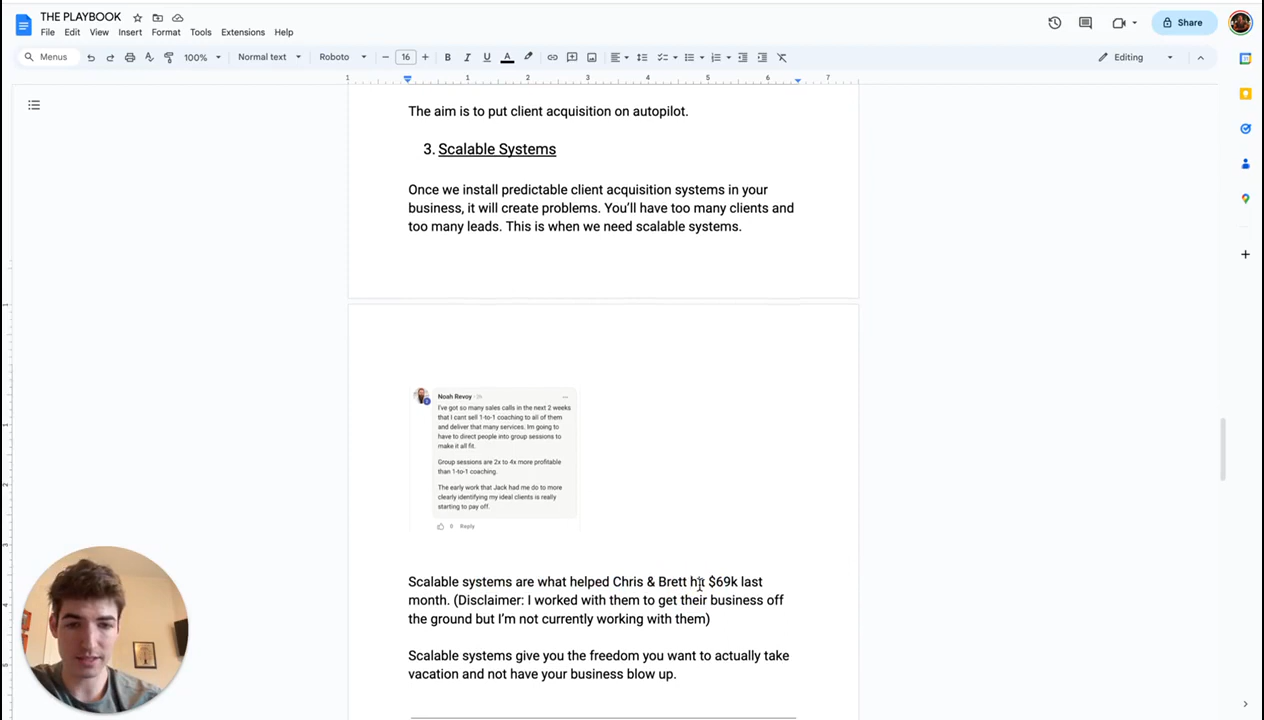 THE PLAYBOOK
File Edit View Insert Format Tools Extensions Help
Share
Menus 100% Normal text Roboto 16 Editing
1 1 2 3 4 5 6 7
The aim is to put client acquisition on autopilot.
3. Scalable Systems
Once we install predictable client acquisition systems in your
business, it will create problems. You’ll have too many clients and
too many leads. This is when we need scalable systems.
Noah Revoy
I've got so many sales calls in the next 2 weeks
that I cant sell 1-to-1 coaching to all of them
and deliver that many services. Im going to
have to direct people into group sessions to
make it all fit.
Group sessions are 2x to 4x more profitable
than 1-to-1 coaching.
The early work that Jack had me do to more
clearly identifying my ideal clients is really
starting to pay off.
0 Reply
Scalable systems are what helped Chris & Brett hit $69k last
month. (Disclaimer: I worked with them to get their business off
the ground but I’m not currently working with them)
Scalable systems give you the freedom you want to actually take
vacation and not have your business blow up.